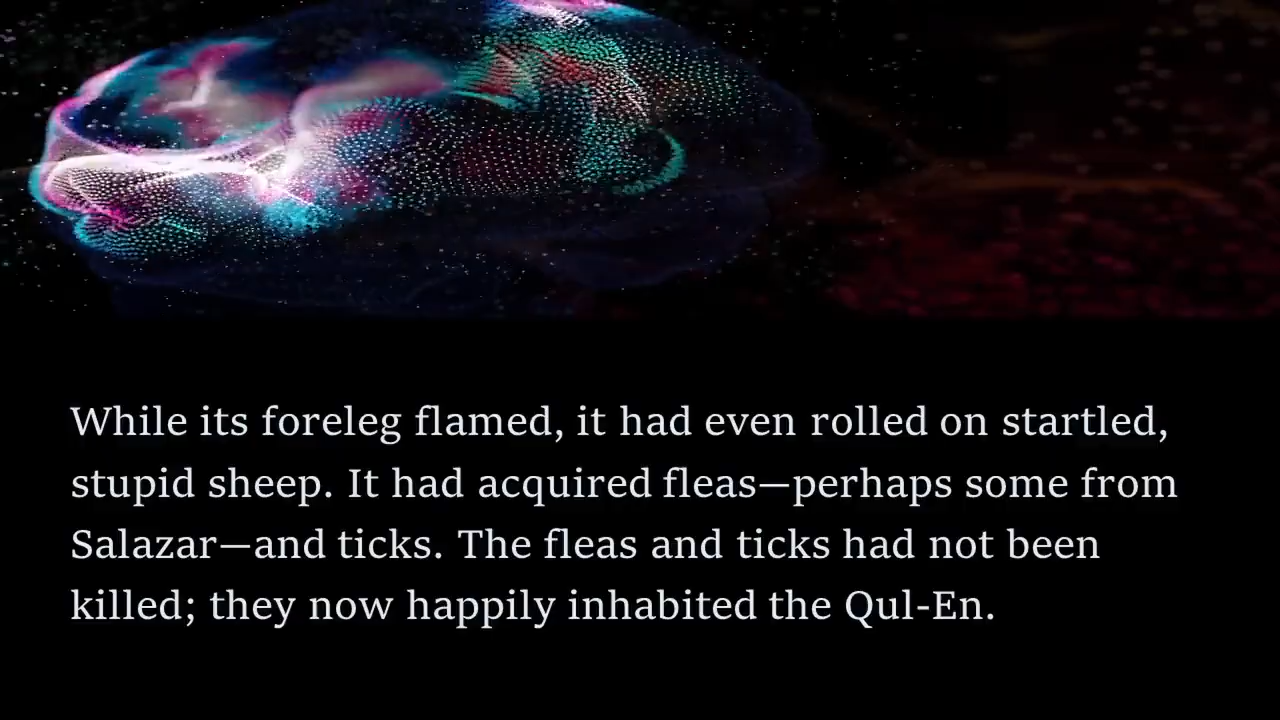 While its foreleg flamed, it had even rolled on startled,
stupid sheep. It had acquired fleas—perhaps some from
Salazar—and ticks. The fleas and ticks had not been
killed; they now happily inhabited the Qul-En.